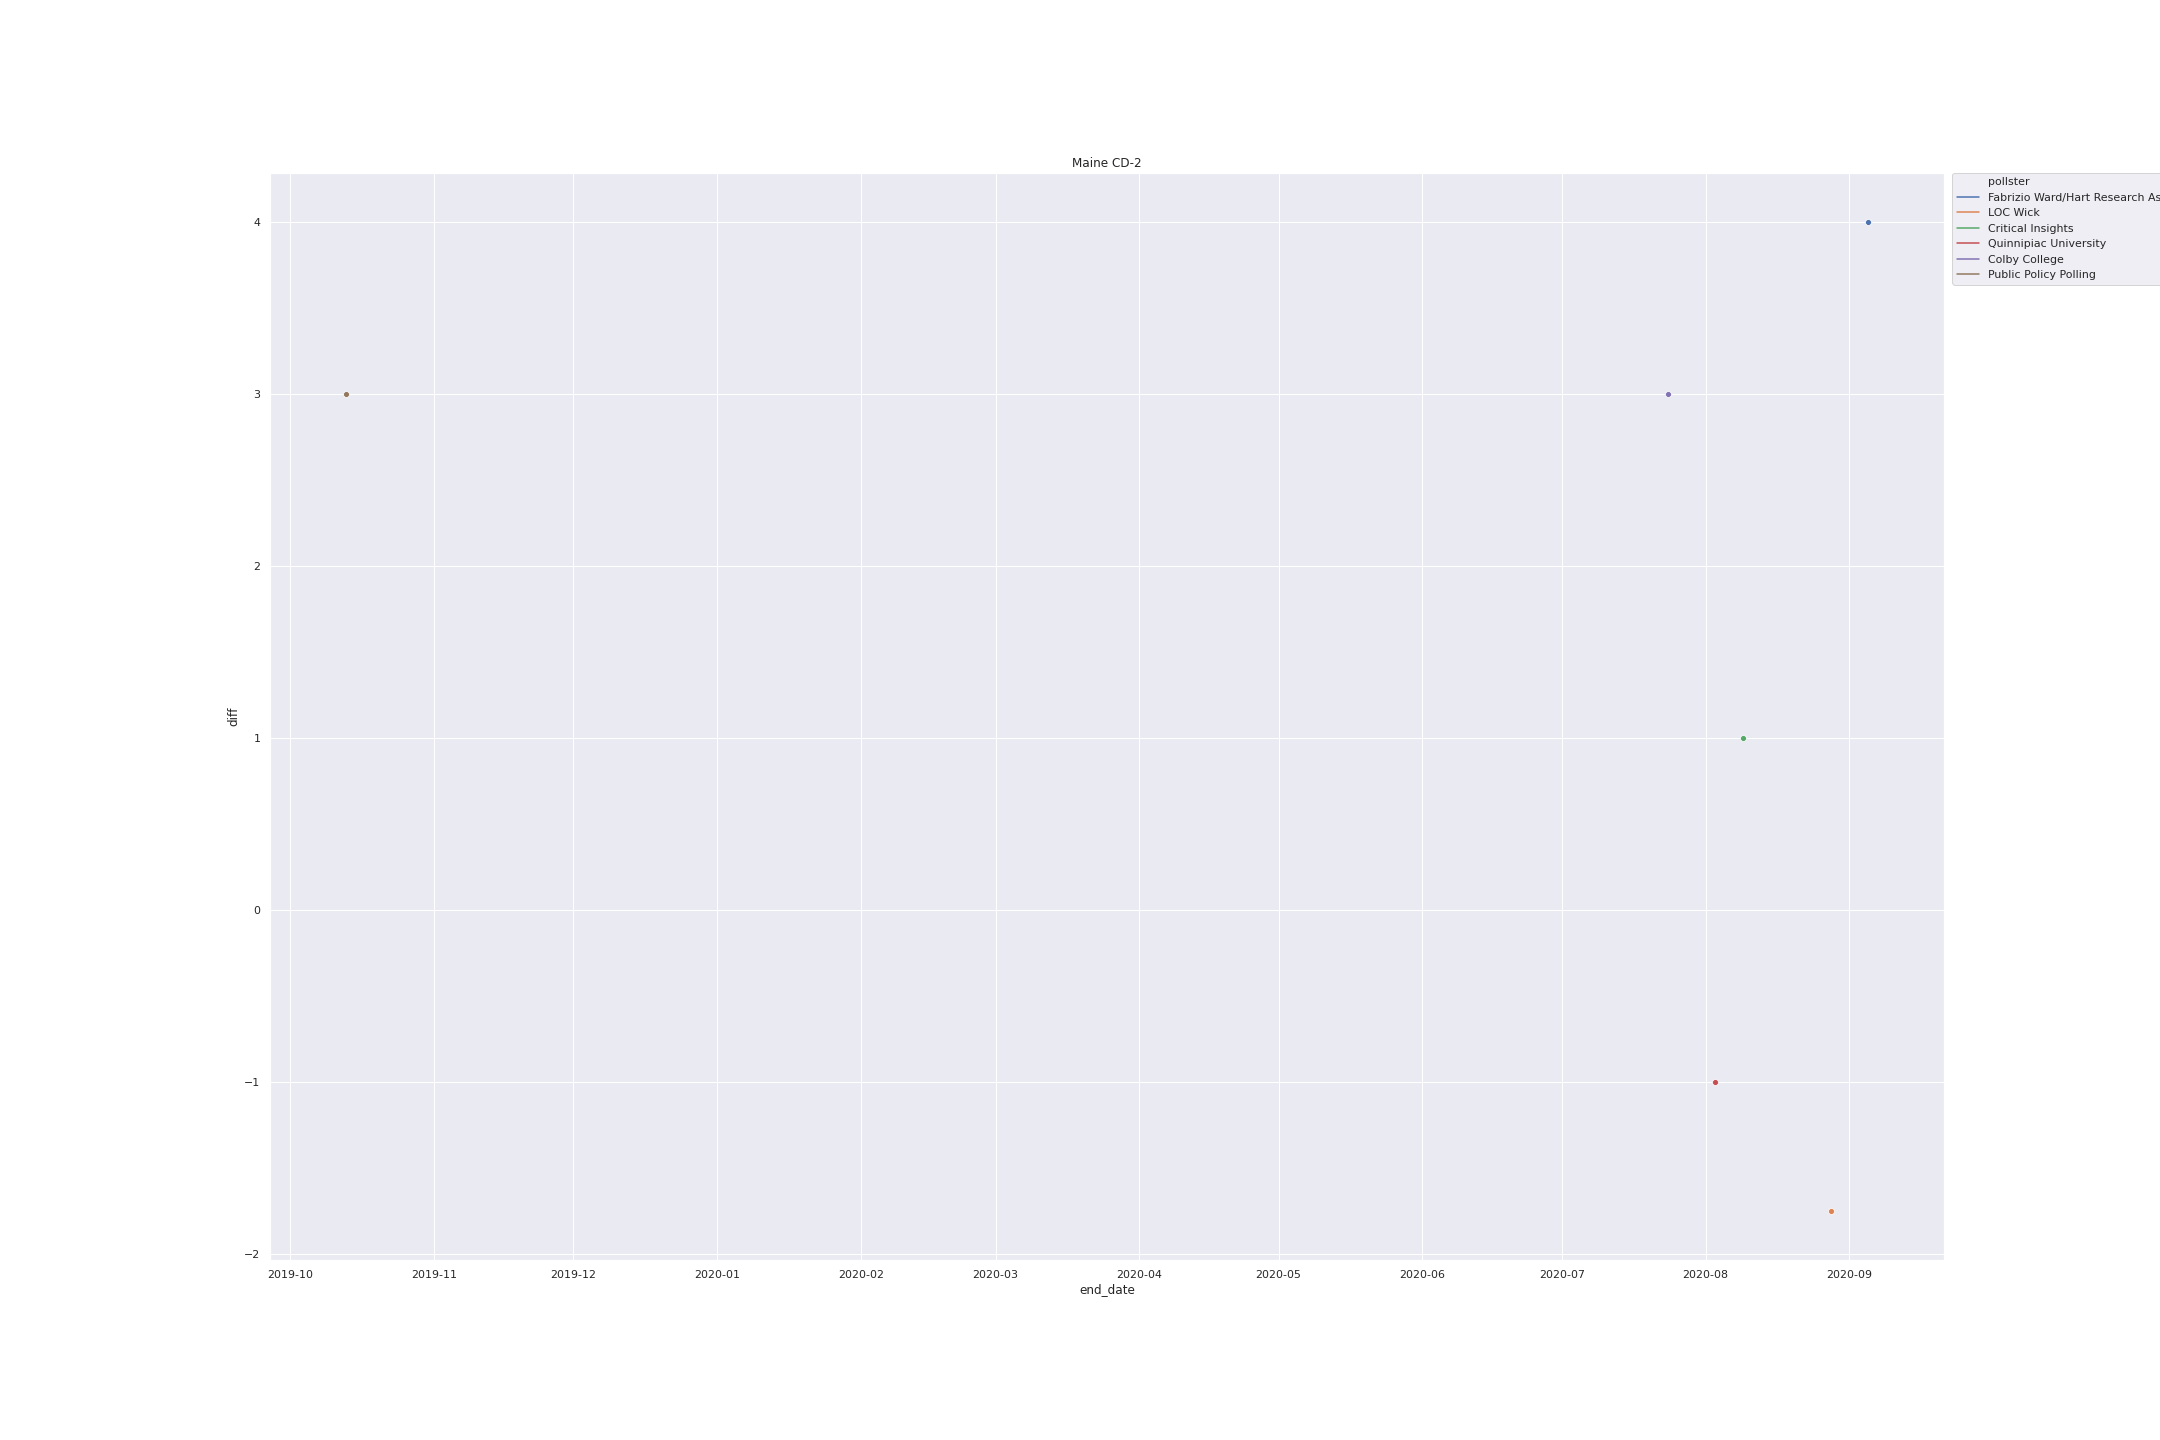 Maine CD-2
pollster
Fabrizio Ward/Hart Research As
LOC Wick
Critical Insights
Quinnipiac University
Colby College
Public Policy Polling
4
3
2
1
0
−1
−2
diff
2019-10 2019-11 2019-12 2020-01 2020-02 2020-03 2020-04 2020-05 2020-06 2020-07 2020-08 2020-09
end_date